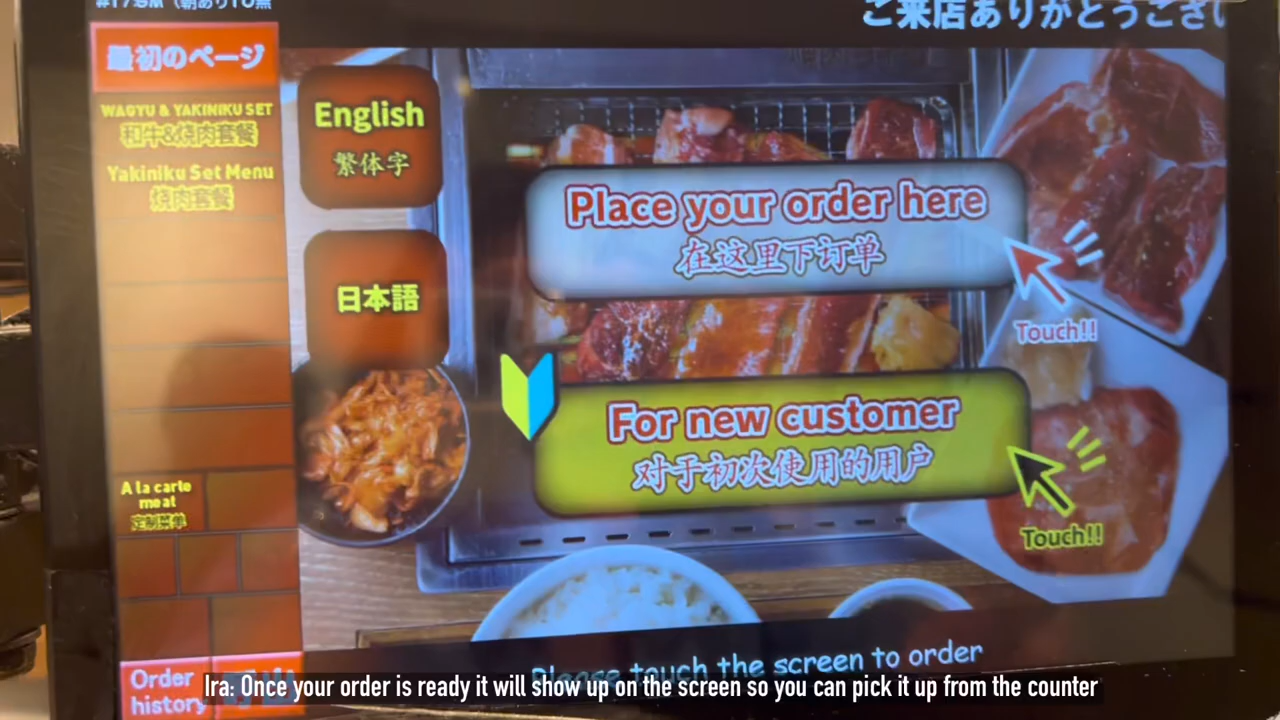 ご来店ありがとうござい
最初のページ
WAGYU & YAKINIKU SET
和牛&烧肉套餐
Yakiniku Set Menu
烧肉套餐
English
繁体字
日本語
Place your order here
在这里下订单
Touch!!
For new customer
对于初次使用的用户
Touch!!
A la carte
meat
定制菜单
Please touch the screen to order
Order
history
Ira: Once your order is ready it will show up on the screen so you can pick it up from the counter